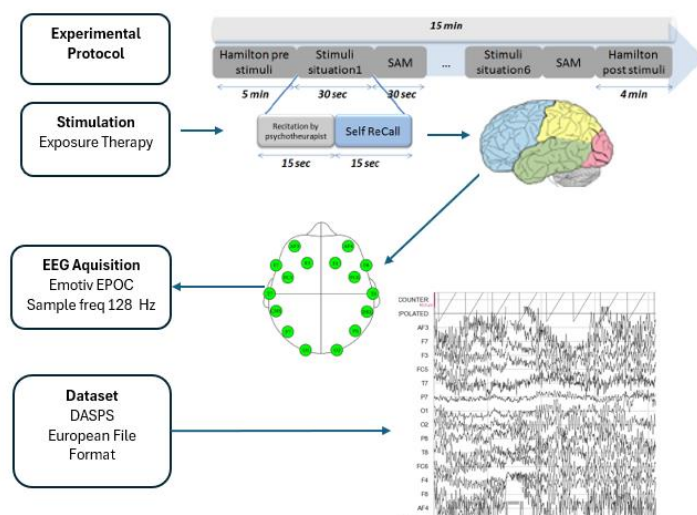 Experimental
Protocol
15 min
Hamilton pre
stimuli
Stimuli
situation1
SAM
...
Stimuli
situation6
SAM
Hamilton
post stimuli
5 min
30 sec
30 sec
4 min
Stimulation
Exposure Therapy
Recitation by
psychotheurapist
Self ReCall
15 sec
15 sec
EEG Aquisition
Emotiv EPOC
Sample freq 128 Hz
Dataset
DASPS
European File
Format
COUNTER
POLATED
AF3
F7
F3
FC5
T7
P7
O1
O2
P8
T8
FC6
F4
F8
AF4